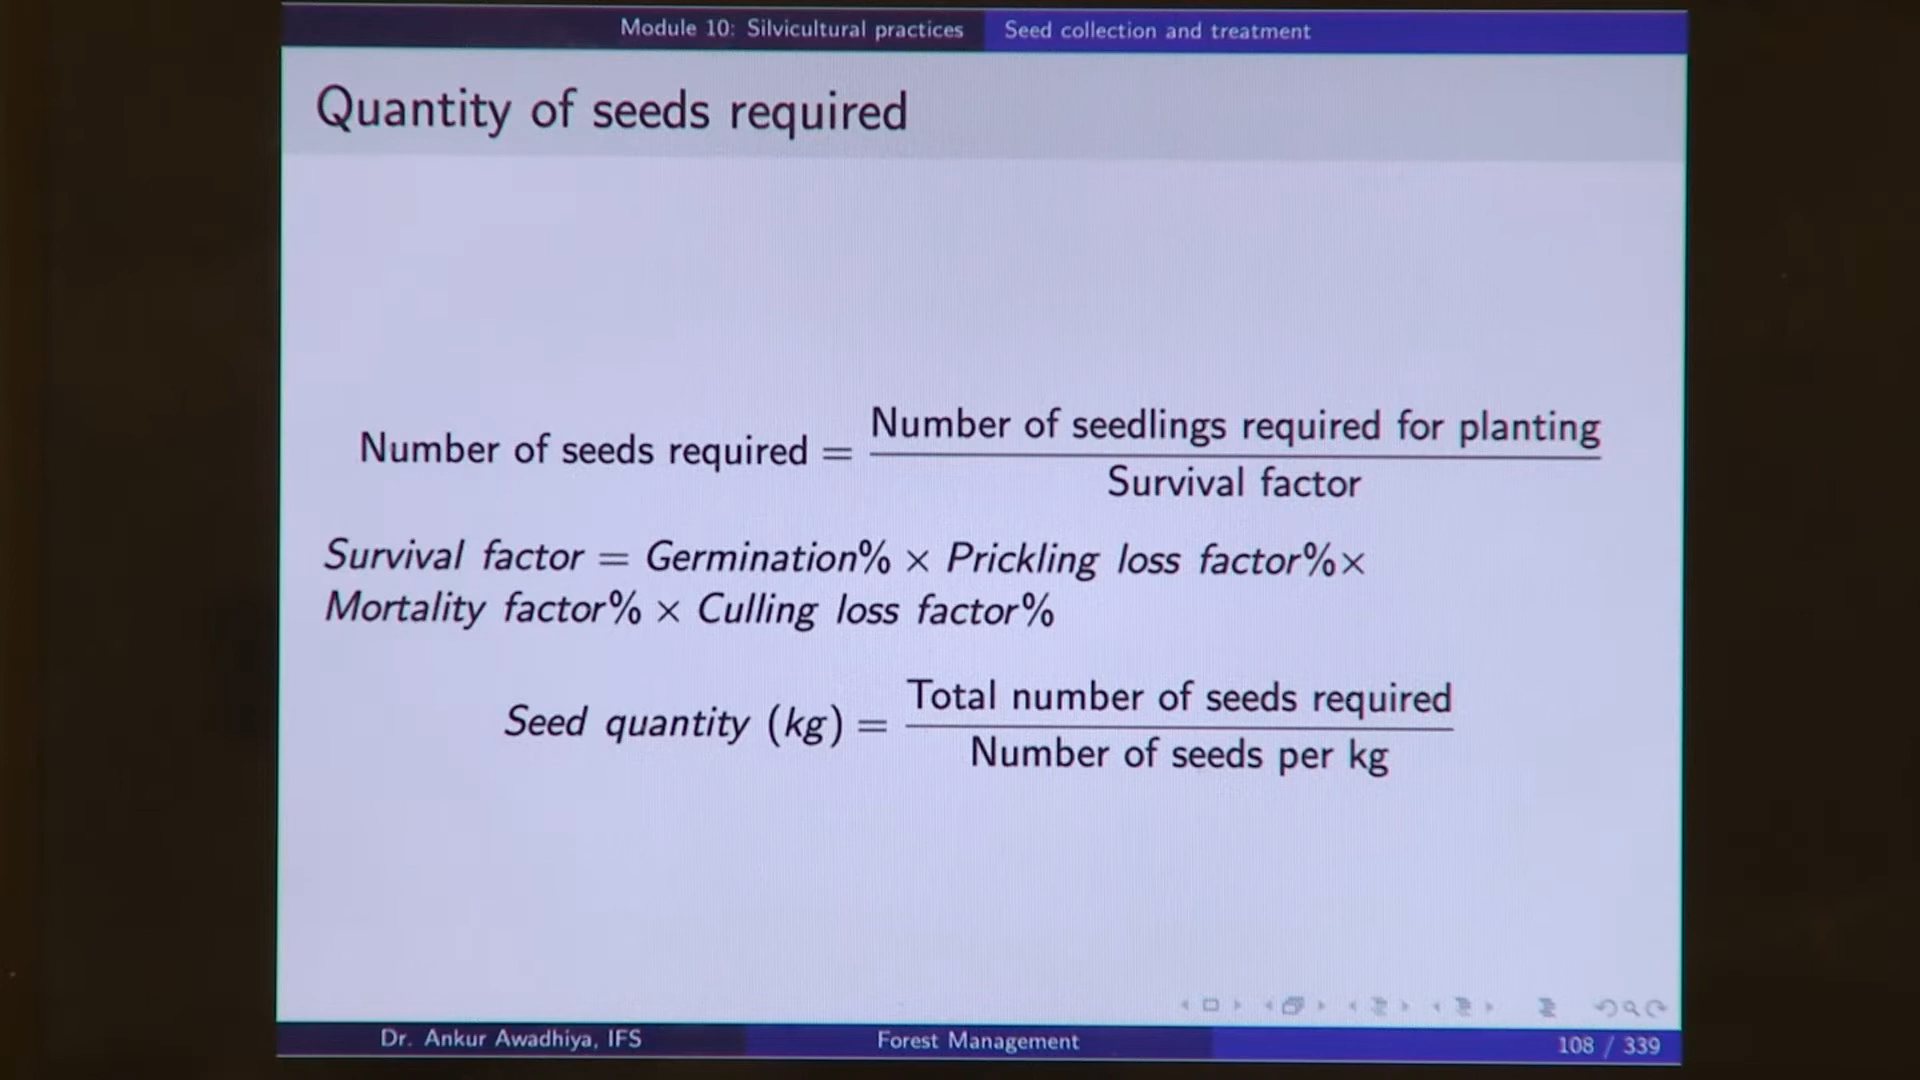 Module 10: Silvicultural practices Seed collection and treatment
Quantity of seeds required
Number of seeds required = Number of seedlings required for planting
Survival factor
Survival factor = Germination% × Prickling loss factor%×
Mortality factor% × Culling loss factor%
Seed quantity (kg) = Total number of seeds required
Number of seeds per kg
Dr. Ankur Awadhiya, IFS Forest Management 108 / 339